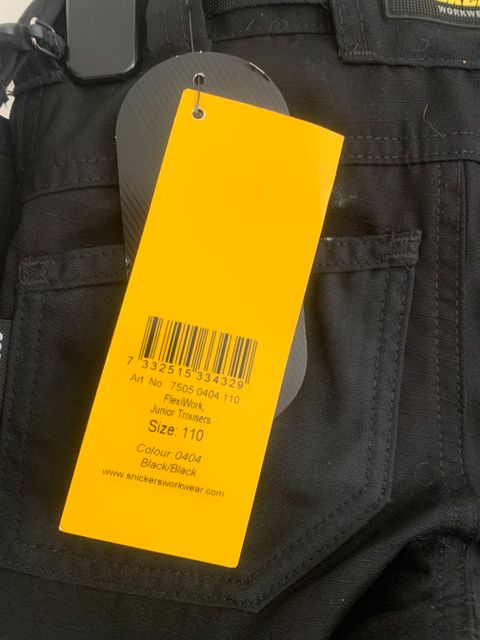 WORKWEAR
7 332515 334329
Art No: 7505 0404 110
FlexiWork,
Junior Trousers
Size: 110
Colour: 0404
Black/Black
www.snickersworkwear.com